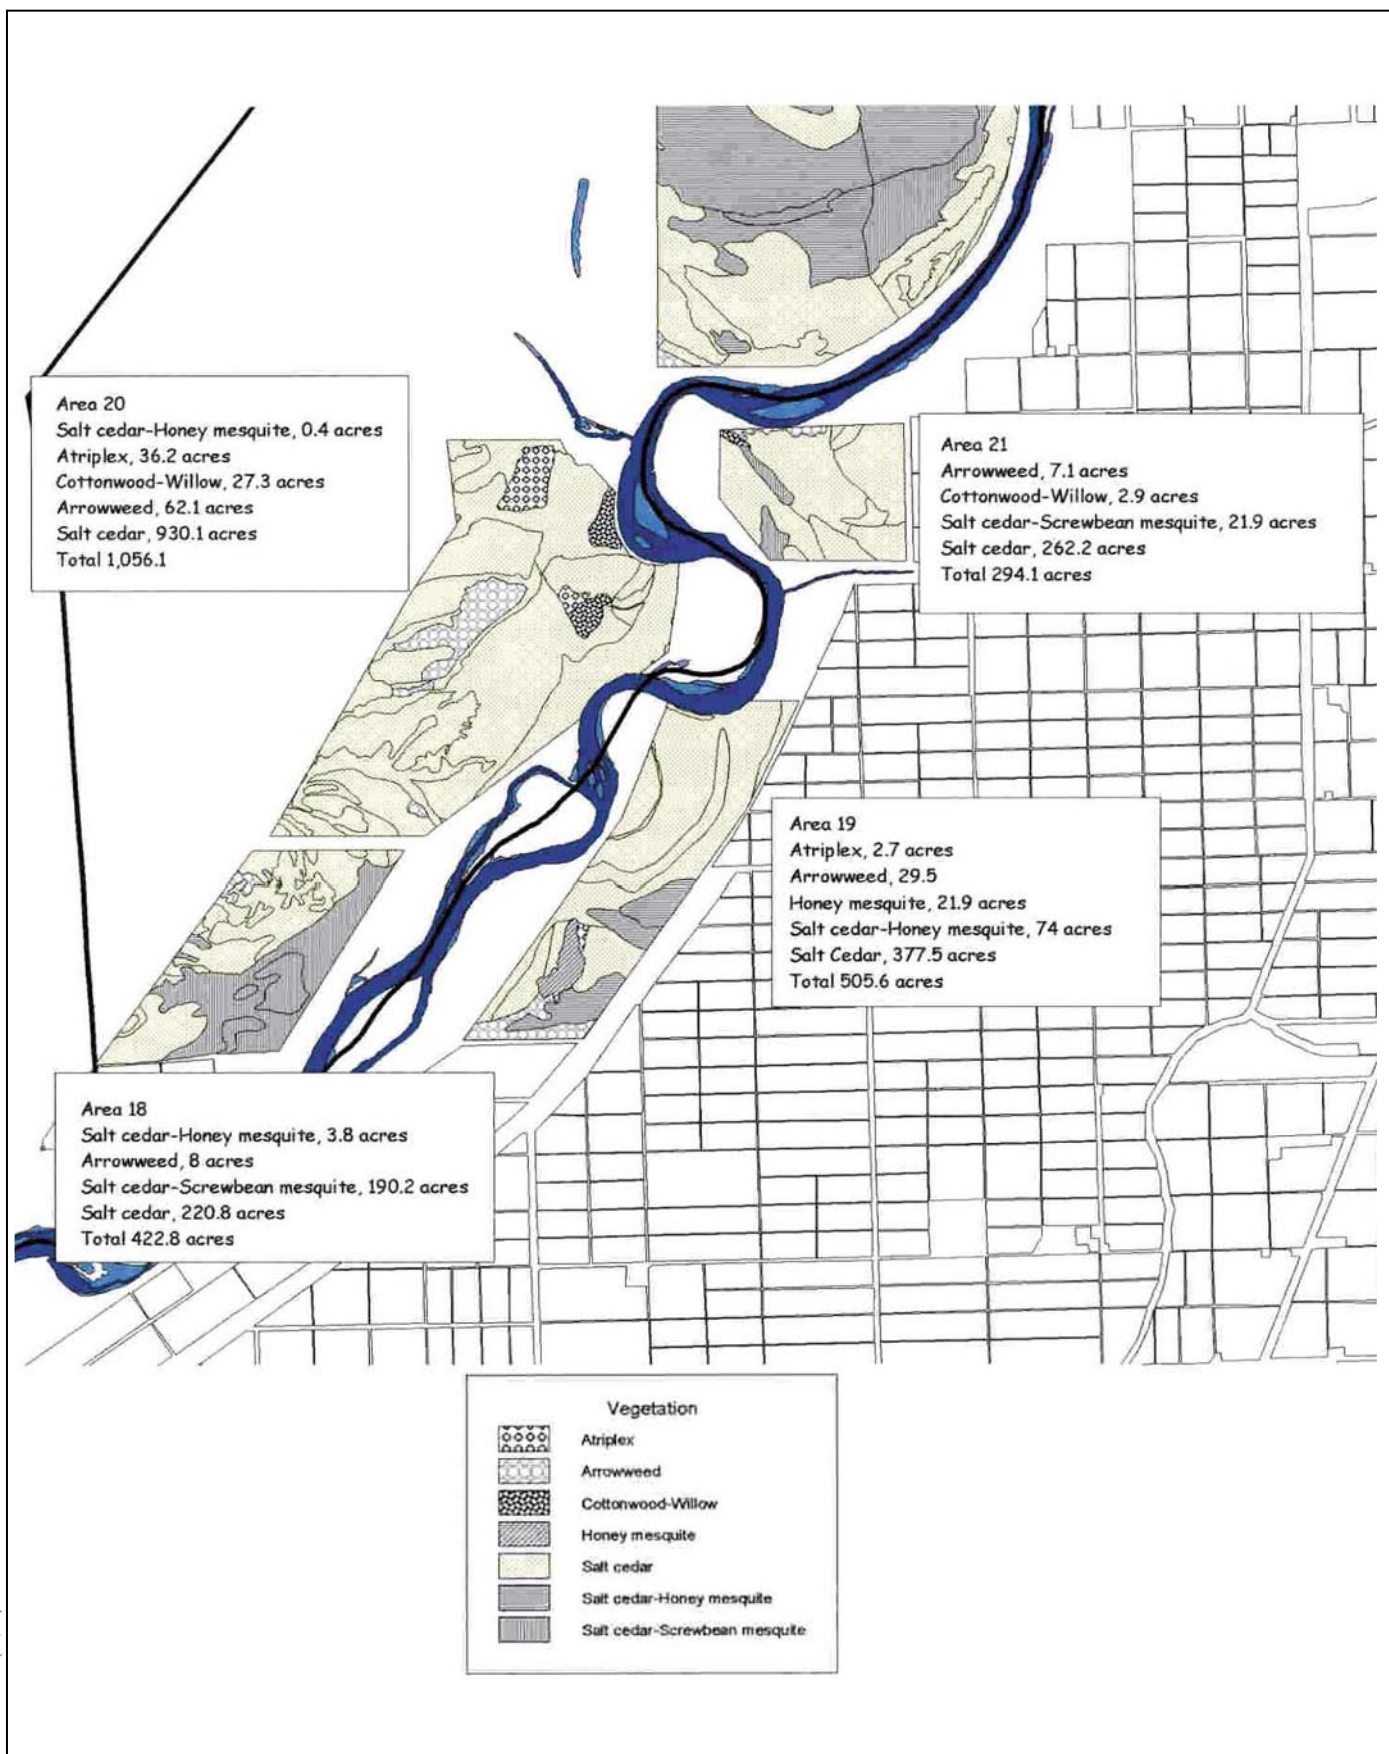 Area 20
Salt cedar-Honey mesquite, 0.4 acres
Atriplex, 36.2 acres
Cottonwood-Willow, 27.3 acres
Arrowweed, 62.1 acres
Salt cedar, 930.1 acres
Total 1,056.1
Area 21
Arrowweed, 7.1 acres
Cottonwood-Willow, 2.9 acres
Salt cedar-Screwbean mesquite, 21.9 acres
Salt cedar, 262.2 acres
Total 294.1 acres
Area 19
Atriplex, 2.7 acres
Arrowweed, 29.5
Honey mesquite, 21.9 acres
Salt cedar-Honey mesquite, 74 acres
Salt Cedar, 377.5 acres
Total 505.6 acres
Area 18
Salt cedar-Honey mesquite, 3.8 acres
Arrowweed, 8 acres
Salt cedar-Screwbean mesquite, 190.2 acres
Salt cedar, 220.8 acres
Total 422.8 acres
Vegetation
Atriplex
Arrowweed
Cottonwood-Willow
Honey mesquite
Salt cedar
Salt cedar-Honey mesquite
Salt cedar-Screwbean mesquite